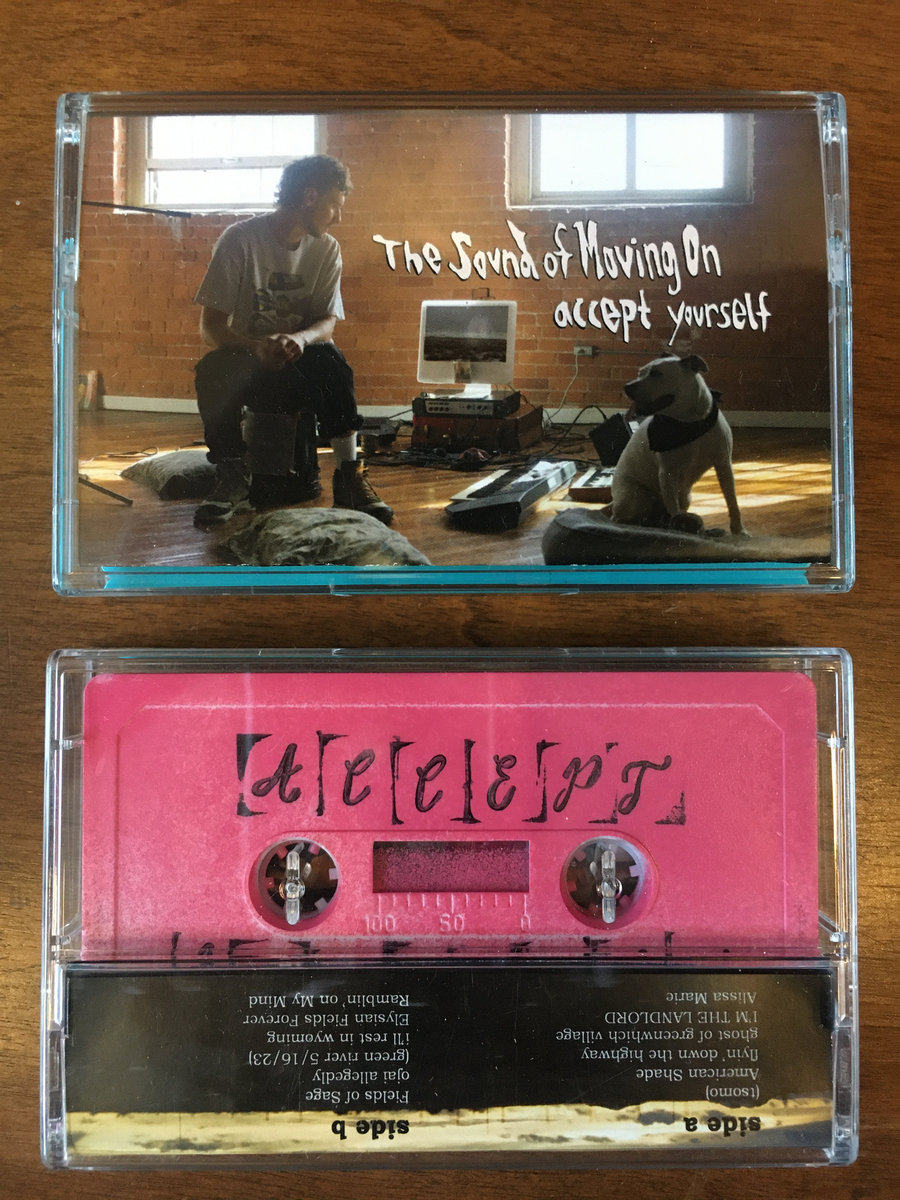 The Sound of Moving On
accept yourself
ACCEPT
100 50 0
side a
(tsomo)
American Shade
flyin' down the highway
ghost of greenwhich village
I'M THE LANDLORD
Alissa Marie
side b
Fields of Sage
ojai allegedly
(green river 5/16/23)
i'll rest in wyoming
Elysian Fields Forever
Ramblin' on My Mind